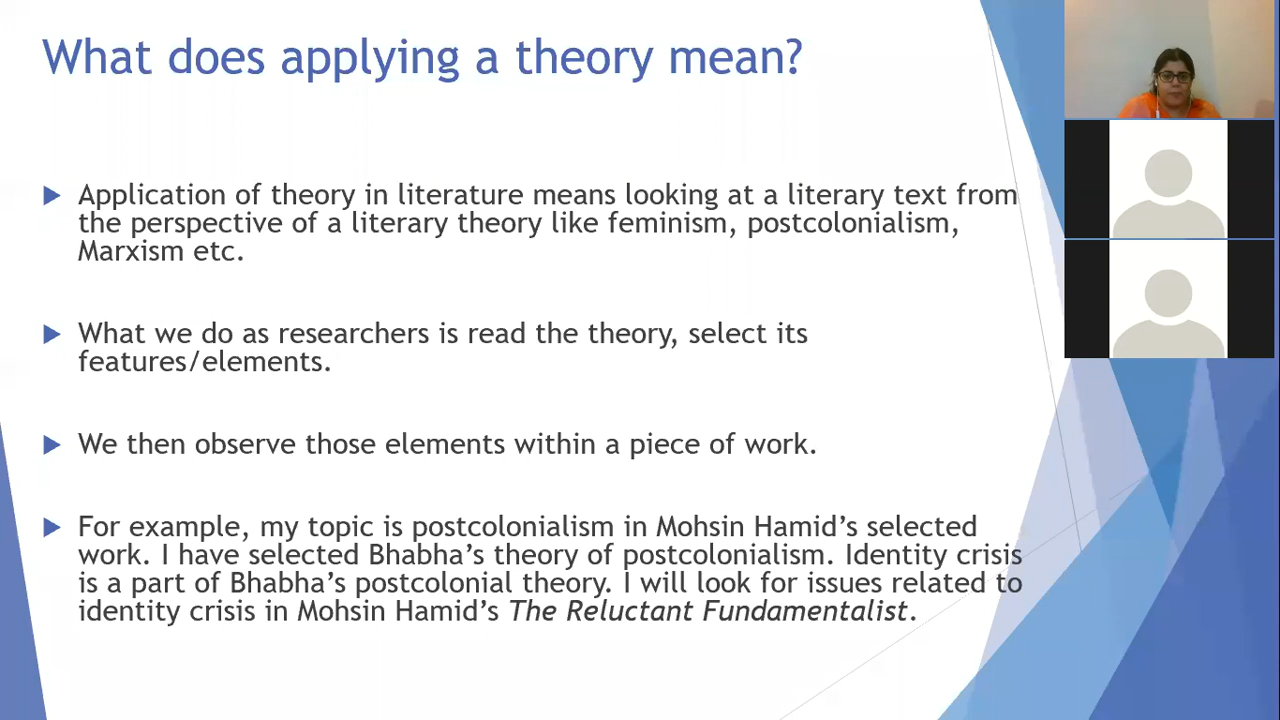 What does applying a theory mean?
Application of theory in literature means looking at a literary text from
the perspective of a literary theory like feminism, postcolonialism,
Marxism etc.
What we do as researchers is read the theory, select its
features/elements.
We then observe those elements within a piece of work.
For example, my topic is postcolonialism in Mohsin Hamid’s selected
work. I have selected Bhabha’s theory of postcolonialism. Identity crisis
is a part of Bhabha’s postcolonial theory. I will look for issues related to
identity crisis in Mohsin Hamid’s The Reluctant Fundamentalist.